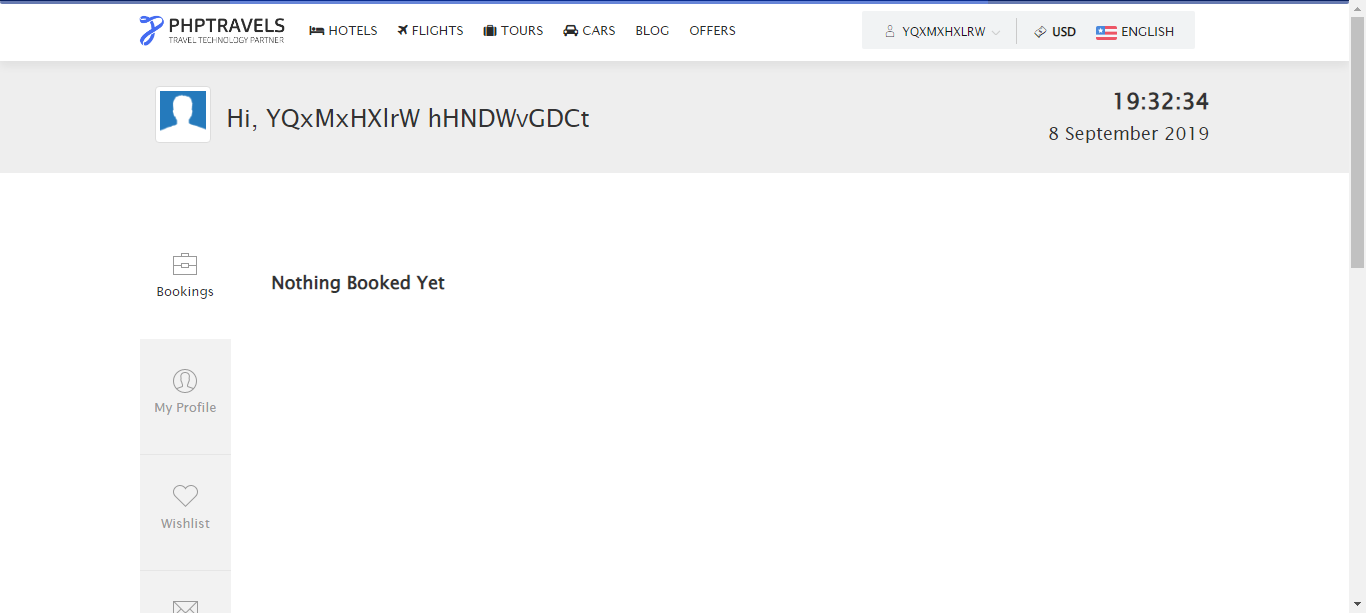 PHPTRAVELS
TRAVEL TECHNOLOGY PARTNER
HOTELS FLIGHTS TOURS CARS BLOG OFFERS
YQXMXHXLRW USD ENGLISH
Hi, YQxMxHXlrW hHNDWvGDCt
19:32:34
8 September 2019
Bookings
Nothing Booked Yet
My Profile
Wishlist